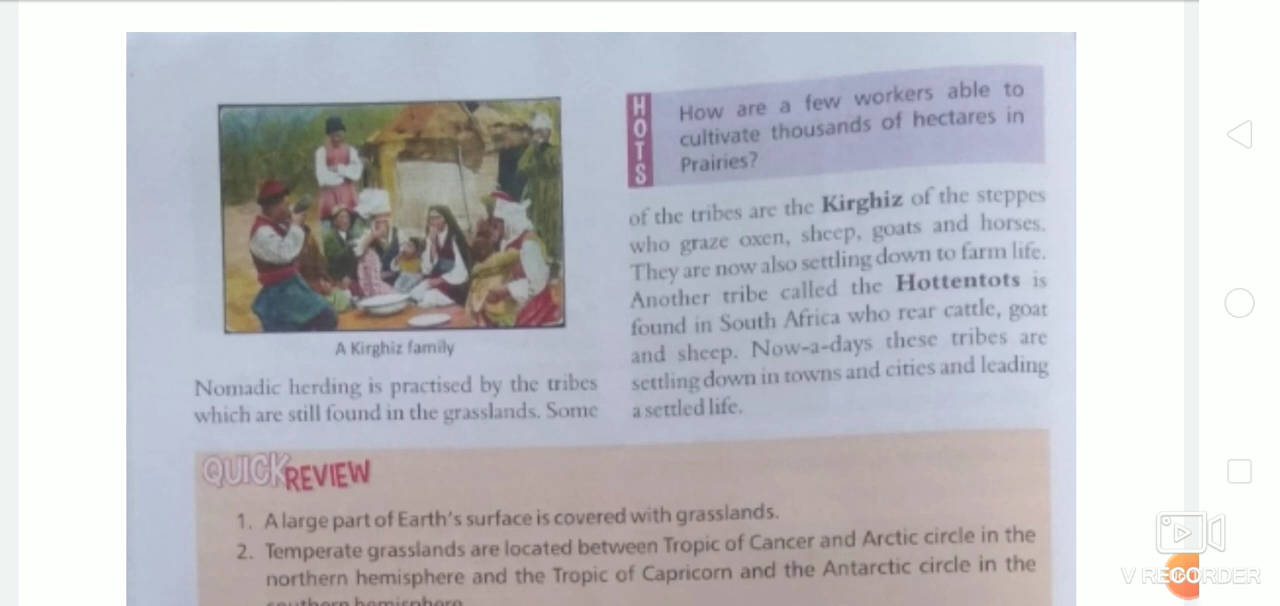 A Kirghiz family
Nomadic herding is practised by the tribes
which are still found in the grasslands. Some
HOTS
How are a few workers able to
cultivate thousands of hectares in
Prairies?
of the tribes are the Kirghiz of the steppes
who graze oxen, sheep, goats and horses.
They are now also settling down to farm life.
Another tribe called the Hottentots is
found in South Africa who rear cattle, goat
and sheep. Now-a-days these tribes are
settling down in towns and cities and leading
a settled life.
QUICK REVIEW
1. A large part of Earth's surface is covered with grasslands.
2. Temperate grasslands are located between Tropic of Cancer and Arctic circle in the
northern hemisphere and the Tropic of Capricorn and the Antarctic circle in the
southern hemisphere
V RECORDER